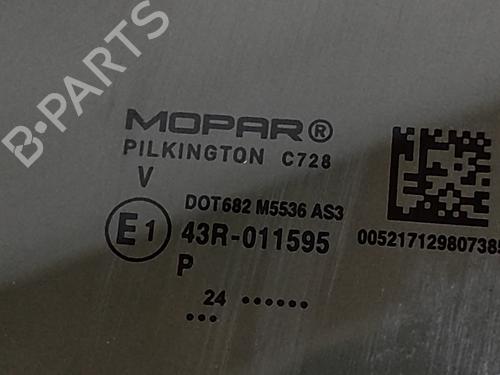 B-PARTS
MOPAR®
PILKINGTON C728
V
DOT682 M5536 AS3
E1 43R-011595
P
005217129807385
24 ......
...